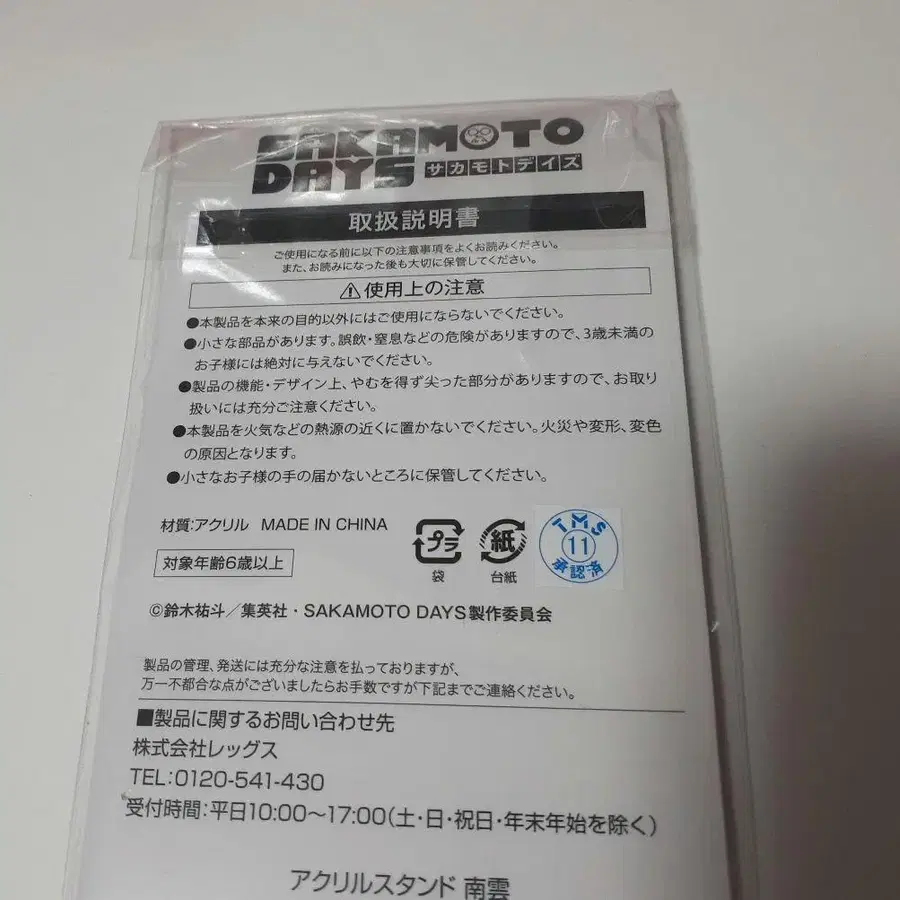 SAKAMOTO
DAYS サカモトデイズ
取扱説明書
ご使用になる前に以下の注意事項をよくお読みください。
また、お読みになった後も大切に保管してください。
⚠使用上の注意
●本製品を本来の目的以外にはご使用にならないでください。
●小さな部品があります。誤飲・窒息などの危険がありますので、3歳未満の
お子様には絶対に与えないでください。
●製品の機能・デザイン上、やむを得ず尖った部分がありますので、お取り
扱いには充分ご注意ください。
●本製品を火気などの熱源の近くに置かないでください。火災や変形、変色
の原因となります。
●小さなお子様の手の届かないところに保管してください。
材質:アクリル MADE IN CHINA
対象年齢6歳以上
プラ
袋
紙
台紙
TMS
11
承認済
©鈴木祐斗/集英社・SAKAMOTO DAYS製作委員会
製品の管理、発送には充分な注意を払っておりますが、
万一不都合な点がございましたらお手数ですが下記までご連絡ください。
■製品に関するお問い合わせ先
株式会社レッグス
TEL:0120-541-430
受付時間:平日10:00〜17:00(土・日・祝日・年末年始を除く)
アクリルスタンド 南雲